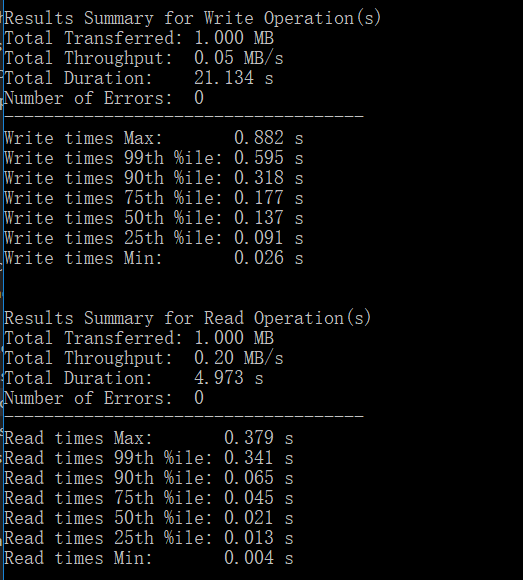 Results Summary for Write Operation(s)
Total Transferred: 1.000 MB
Total Throughput:  0.05 MB/s
Total Duration:    21.134 s
Number of Errors:  0
------------------------------------
Write times Max:       0.882 s
Write times 99th %ile: 0.595 s
Write times 90th %ile: 0.318 s
Write times 75th %ile: 0.177 s
Write times 50th %ile: 0.137 s
Write times 25th %ile: 0.091 s
Write times Min:       0.026 s
Results Summary for Read Operation(s)
Total Transferred: 1.000 MB
Total Throughput:  0.20 MB/s
Total Duration:    4.973 s
Number of Errors:  0
------------------------------------
Read times Max:       0.379 s
Read times 99th %ile: 0.341 s
Read times 90th %ile: 0.065 s
Read times 75th %ile: 0.045 s
Read times 50th %ile: 0.021 s
Read times 25th %ile: 0.013 s
Read times Min:       0.004 s